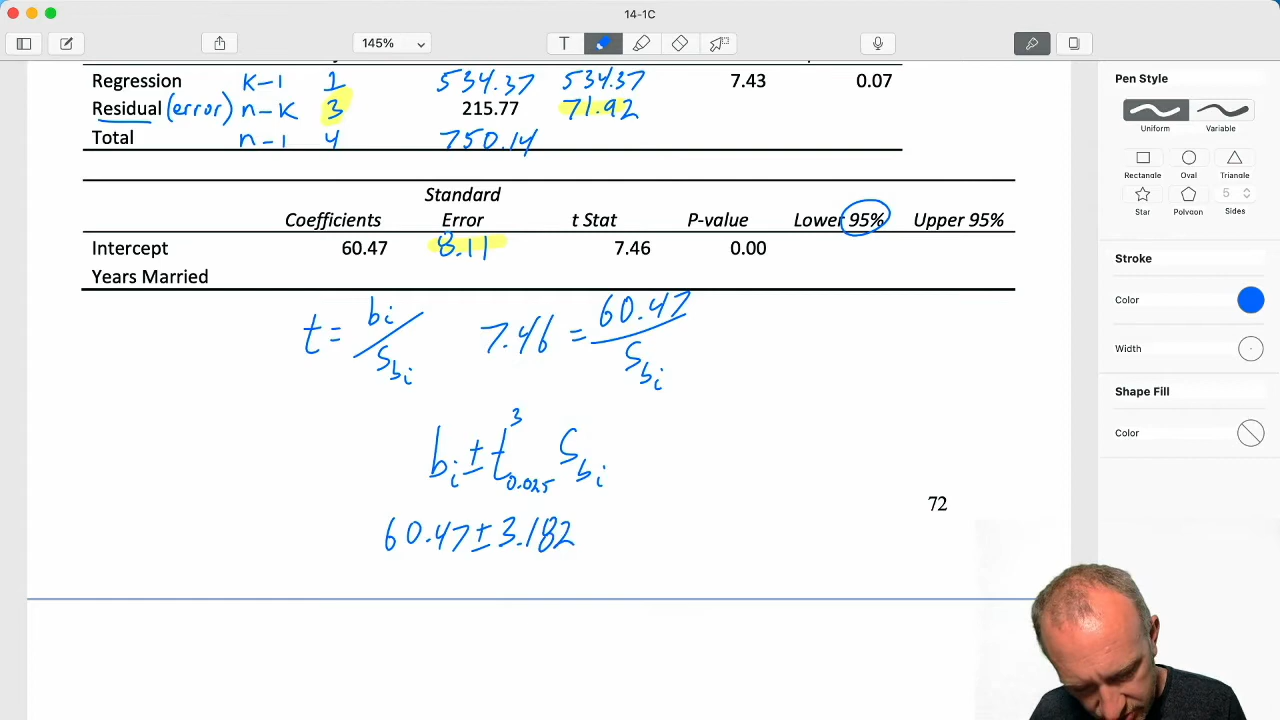 14-1C
145%
T
Pen Style
Uniform Variable
Rectangle Oval Triangle
Star Polygon 5 Sides
Stroke
Color
Width
Shape Fill
Color
Regression K-1 1 534.37 534.37 7.43 0.07
Residual (error) n-K 3 215.77 71.92
Total n-1 4 750.14
Standard
Coefficients Error t Stat P-value Lower 95% Upper 95%
Intercept 60.47 8.11 7.46 0.00
Years Married
t = bi / Sbi 7.46 = 60.47 / Sbi
bi ± t 3 0.025 Sbi
60.47 ± 3.182
72